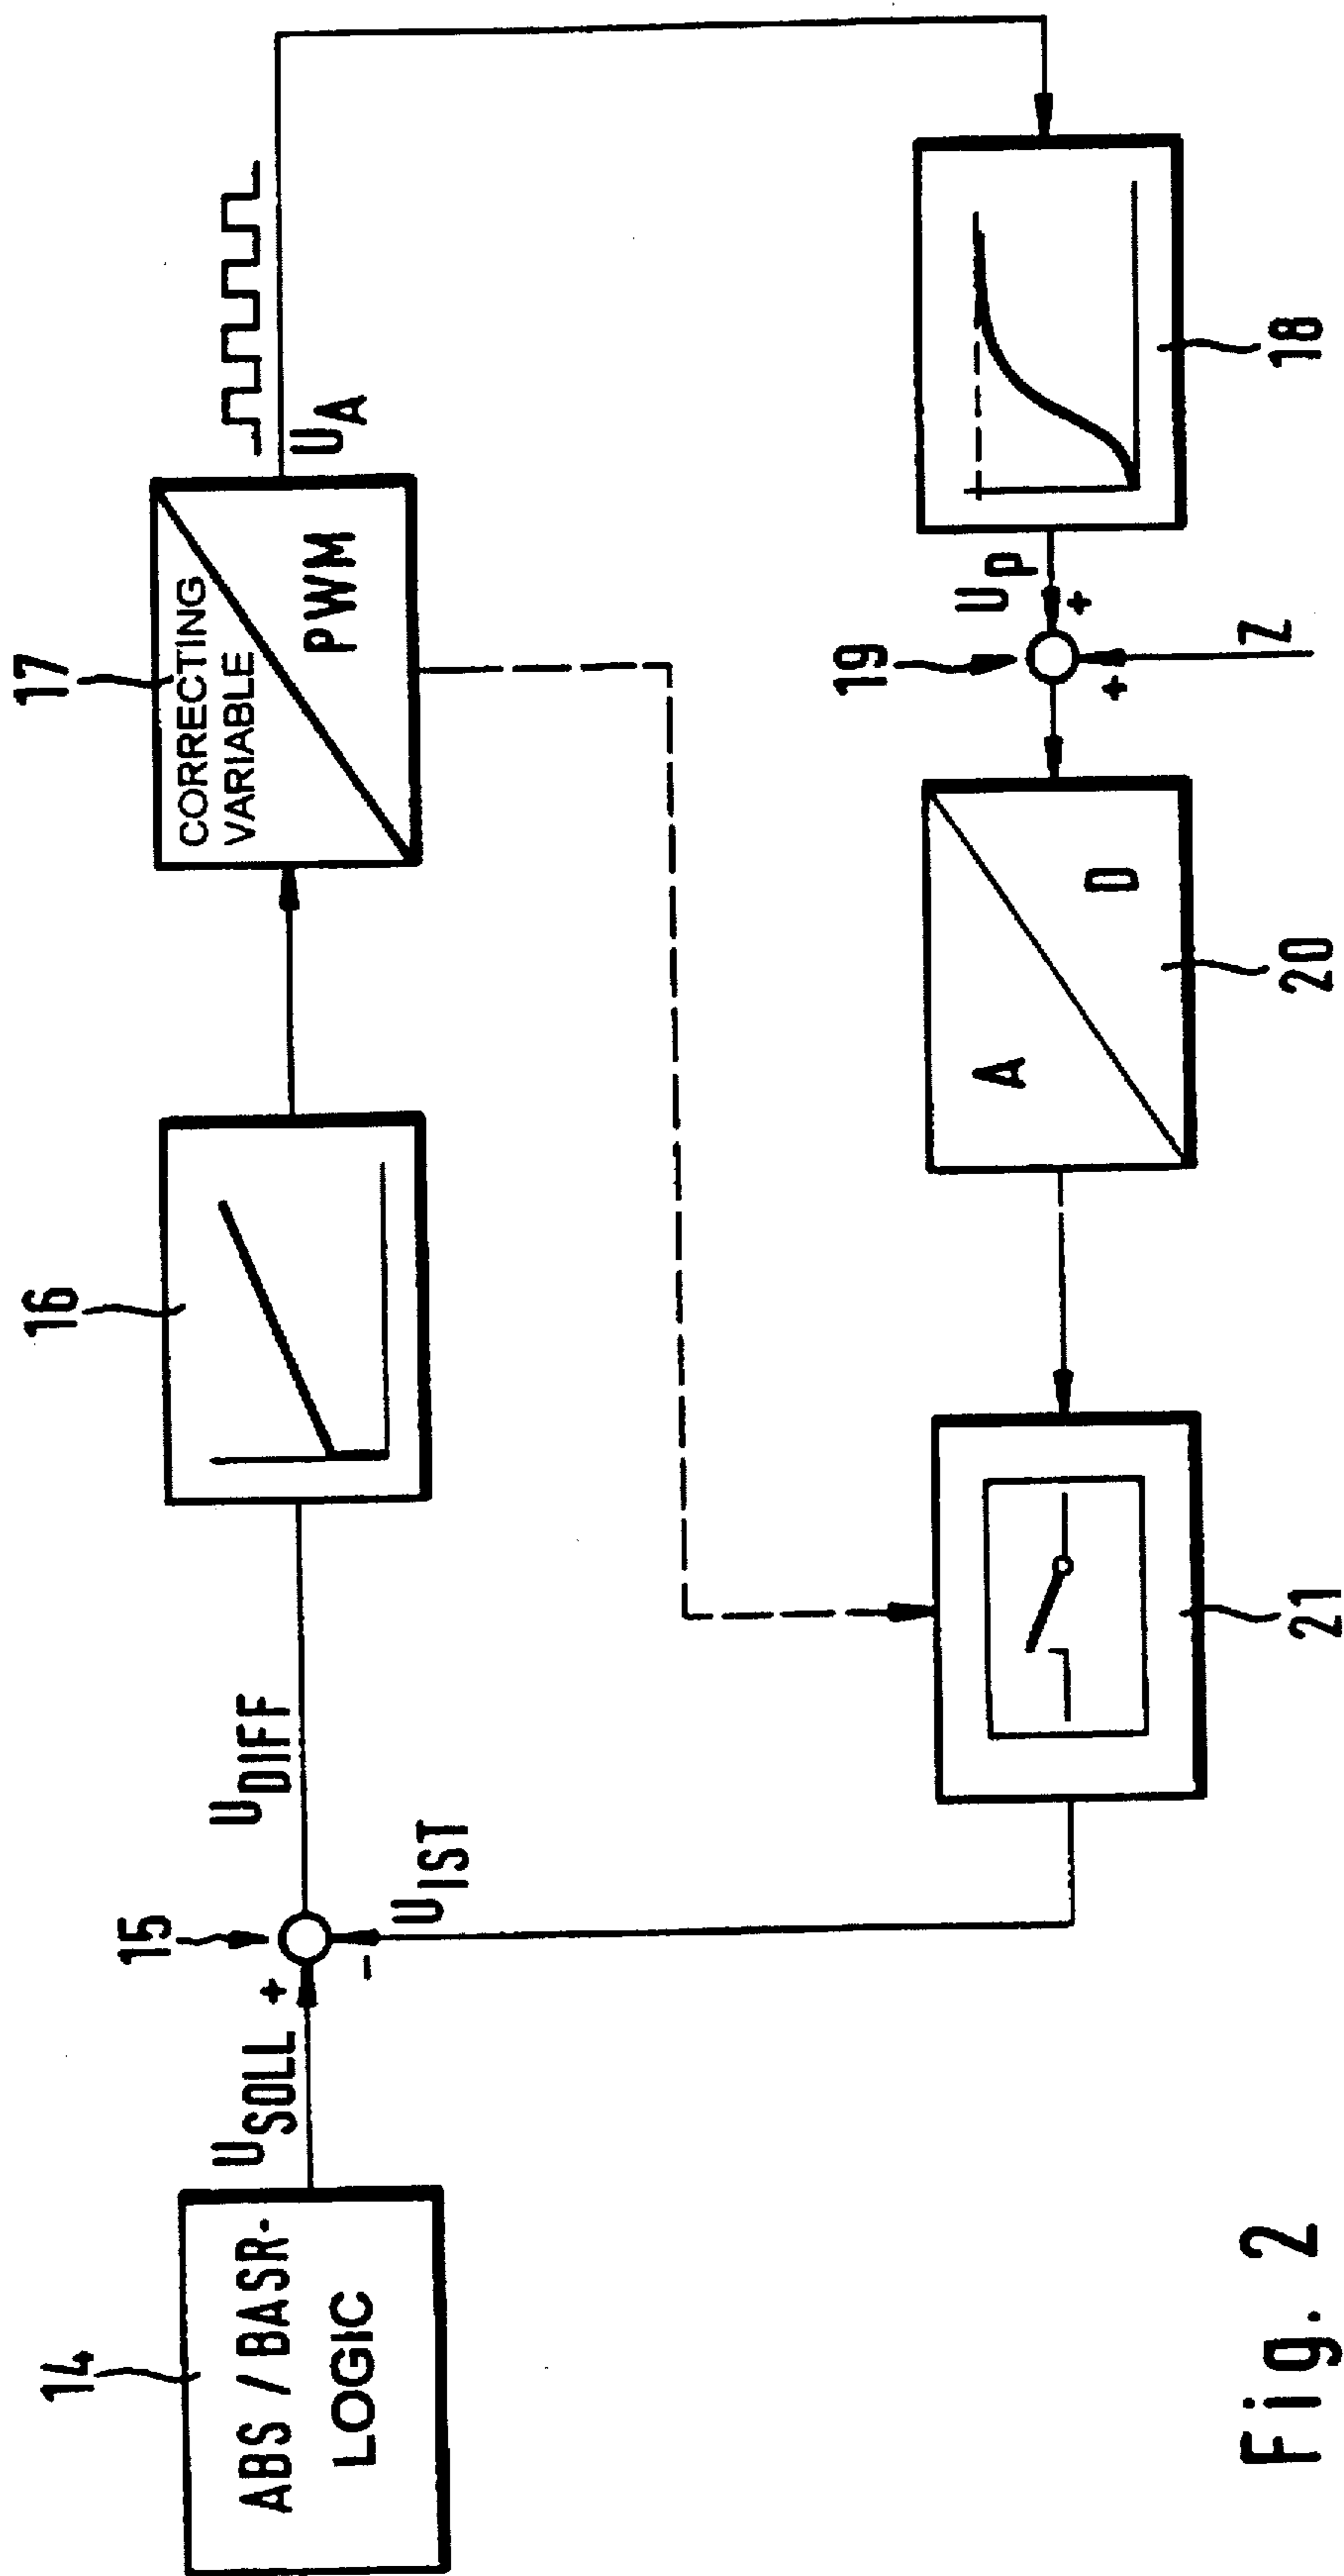 14
ABS / BASR-
LOGIC
U_SOLL
+
15
-
U_IST
U_DIFF
16
17
CORRECTING
VARIABLE
PWM
U_A
18
U_P
+
19
+
Z
20
A
D
21
Fig. 2